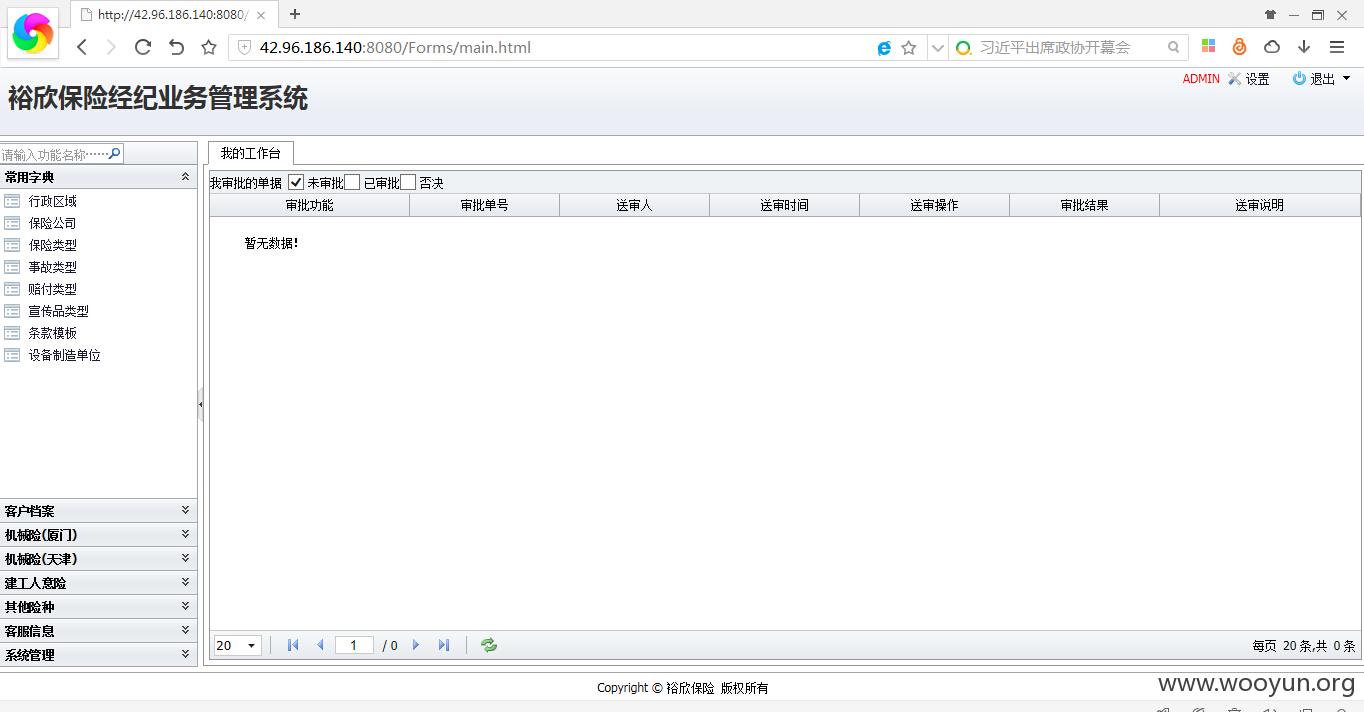 http://42.96.186.140:8080/
42.96.186.140:8080/Forms/main.html
习近平出席政协开幕会
ADMIN 设置 退出
裕欣保险经纪业务管理系统
请输入功能名称······
我的工作台
常用字典
行政区域
保险公司
保险类型
事故类型
赔付类型
宣传品类型
条款模板
设备制造单位
客户档案
机械险(厦门)
机械险(天津)
建工人意险
其他险种
客服信息
系统管理
我审批的单据 未审批 已审批 否决
审批功能 审批单号 送审人 送审时间 送审操作 审批结果 送审说明
暂无数据!
20 1 / 0 每页 20 条,共 0 条
Copyright © 裕欣保险 版权所有
www.wooyun.org